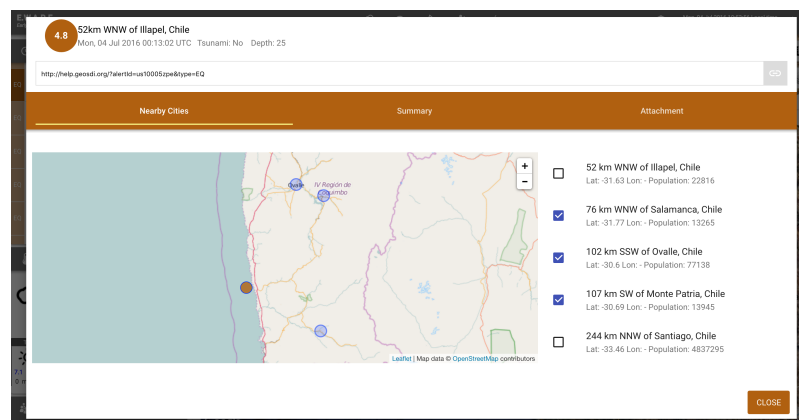 4.8
52km WNW of Illapel, Chile
Mon, 04 Jul 2016 00:13:02 UTC Tsunami: No Depth: 25
http://help.geosdi.org/?alertId=us10005zpe&type=EQ
Nearby Cities Summary Attachment
Ovalle
IV Región de
Coquimbo
+
−
Leaflet | Map data © OpenStreetMap contributors
52 km WNW of Illapel, Chile
Lat: -31.63 Lon: - Population: 22816
76 km WNW of Salamanca, Chile
Lat: -31.77 Lon: - Population: 13265
102 km SSW of Ovalle, Chile
Lat: -30.6 Lon: - Population: 77138
107 km SW of Monte Patria, Chile
Lat: -30.69 Lon: - Population: 13945
244 km NNW of Santiago, Chile
Lat: -33.46 Lon: - Population: 4837295
CLOSE